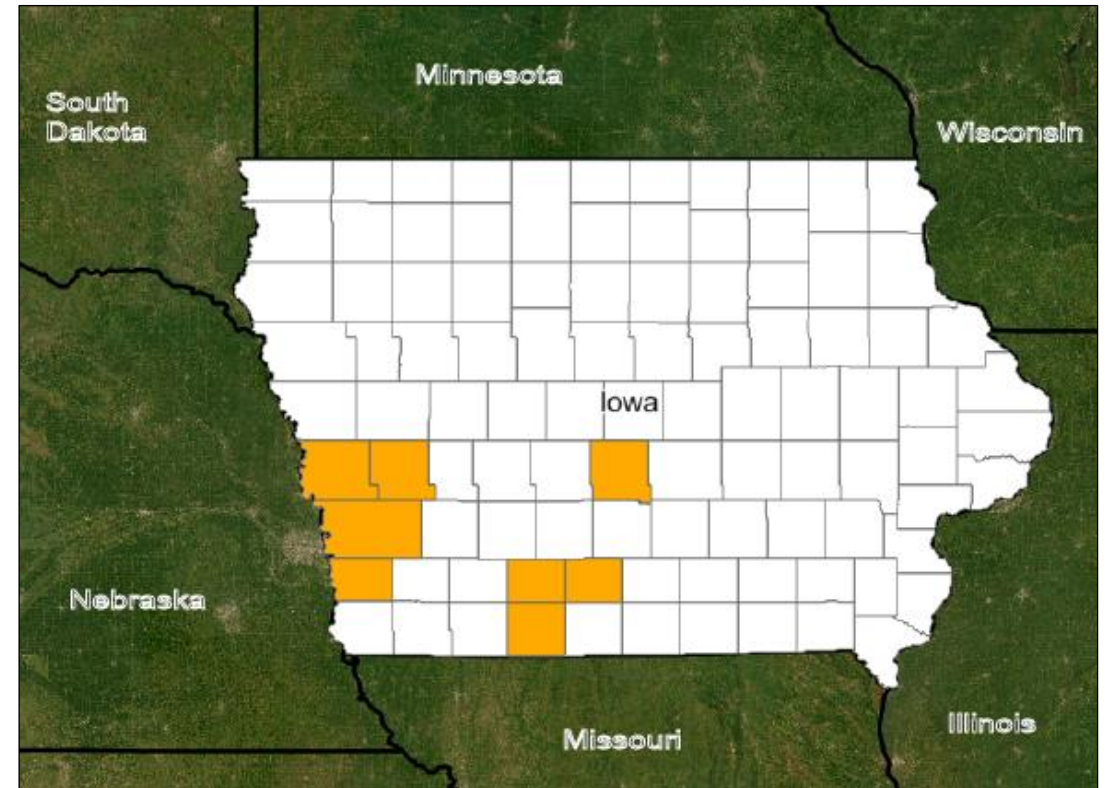 Minnesota
South
Dakota
Wisconsin
Iowa
Nebraska
Illinois
Missouri